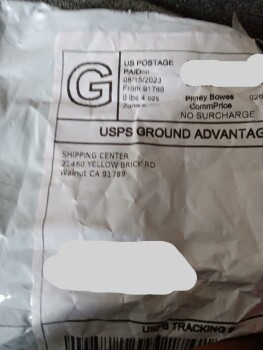 G
US POSTAGE
PAID
08/15/2023
From 91789
0 lbs 4 ozs
Pitney Bowes
CommPrice
NO SURCHARGE
USPS GROUND ADVANTAG
SHIPPING CENTER
21460 YELLOW BRICK RD
Walnut CA 91789
USPS TRACKING #